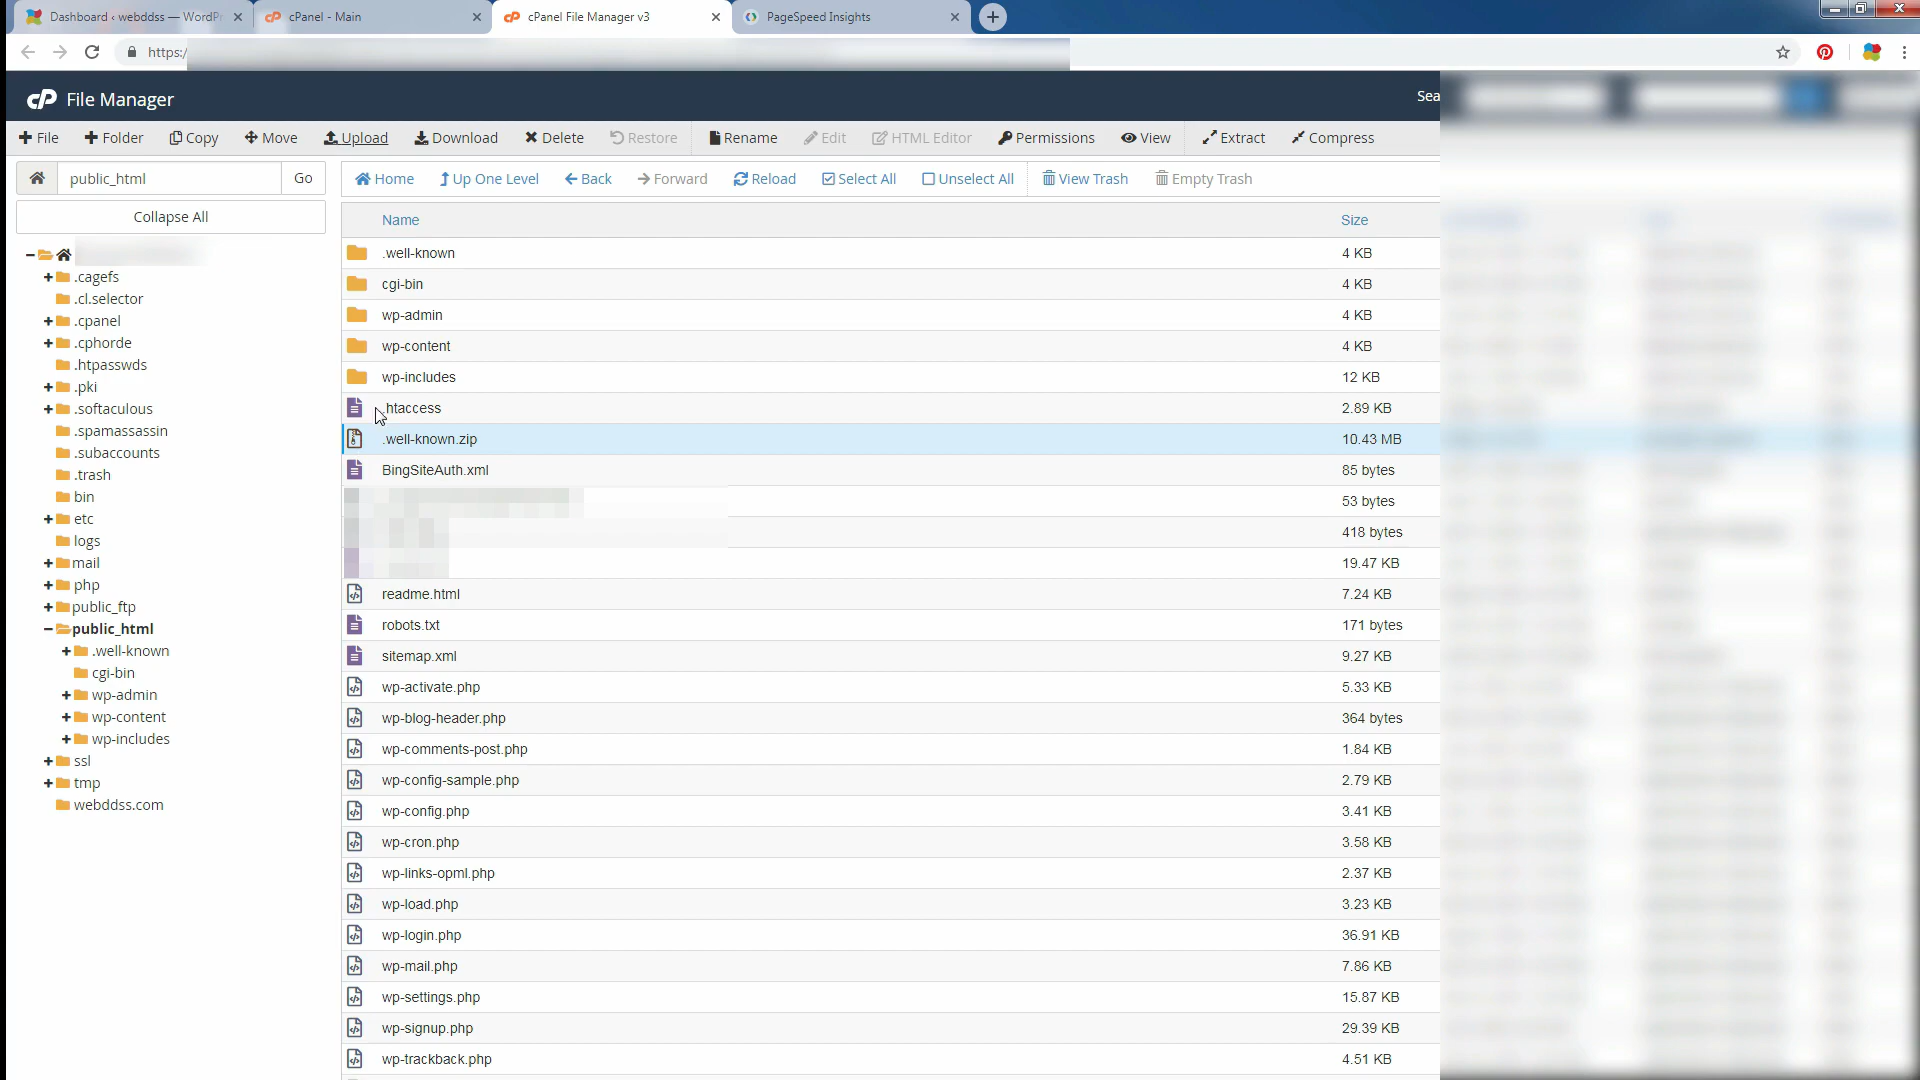 Dashboard ‹ webddss — WordP
cPanel - Main
cPanel File Manager v3
PageSpeed Insights
https:/
cP File Manager
Sea
File
Folder
Copy
Move
Upload
Download
Delete
Restore
Rename
Edit
HTML Editor
Permissions
View
Extract
Compress
public_html
Go
Home
Up One Level
Back
Forward
Reload
Select All
Unselect All
View Trash
Empty Trash
Collapse All
.cagefs
.cl.selector
.cpanel
.cphorde
.htpasswds
.pki
.softaculous
.spamassassin
.subaccounts
.trash
bin
etc
logs
mail
php
public_ftp
public_html
.well-known
cgi-bin
wp-admin
wp-content
wp-includes
ssl
tmp
webddss.com
Name Size
.well-known 4 KB
cgi-bin 4 KB
wp-admin 4 KB
wp-content 4 KB
wp-includes 12 KB
.htaccess 2.89 KB
.well-known.zip 10.43 MB
BingSiteAuth.xml 85 bytes
53 bytes
418 bytes
19.47 KB
readme.html 7.24 KB
robots.txt 171 bytes
sitemap.xml 9.27 KB
wp-activate.php 5.33 KB
wp-blog-header.php 364 bytes
wp-comments-post.php 1.84 KB
wp-config-sample.php 2.79 KB
wp-config.php 3.41 KB
wp-cron.php 3.58 KB
wp-links-opml.php 2.37 KB
wp-load.php 3.23 KB
wp-login.php 36.91 KB
wp-mail.php 7.86 KB
wp-settings.php 15.87 KB
wp-signup.php 29.39 KB
wp-trackback.php 4.51 KB